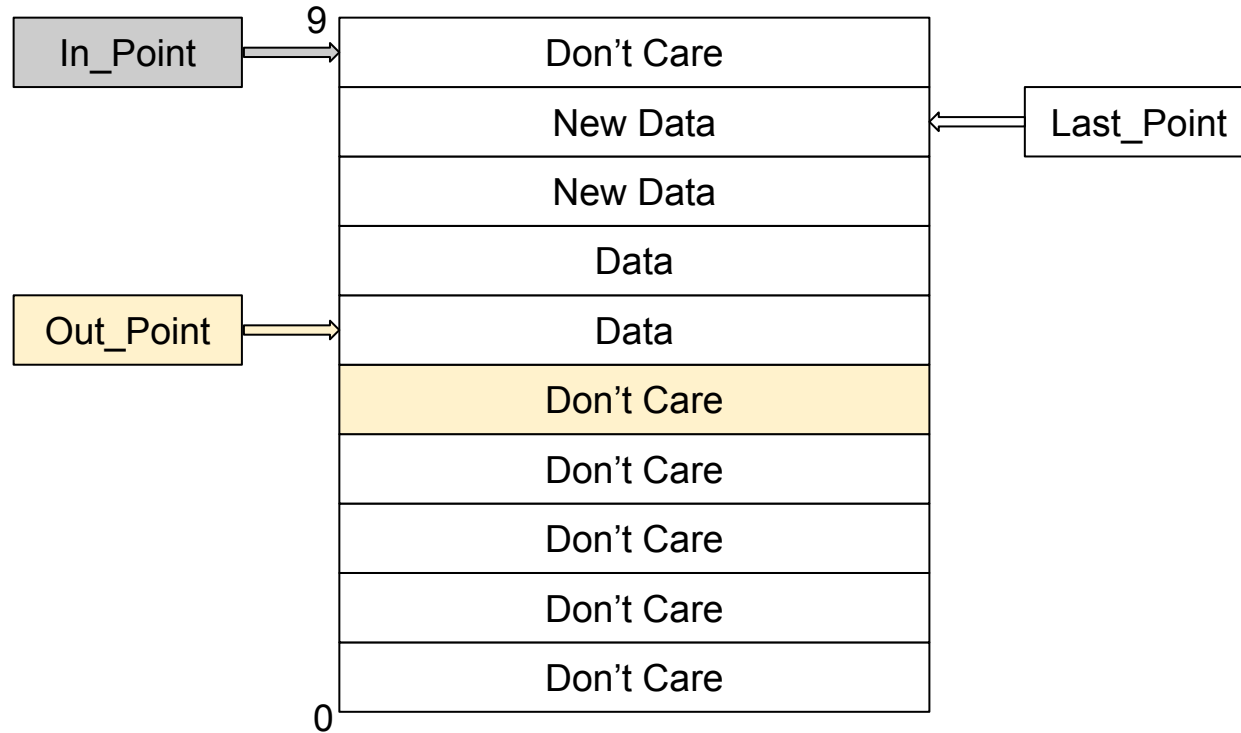 9
In_Point
Don’t Care
New Data
Last_Point
New Data
Data
Out_Point
Data
Don’t Care
Don’t Care
Don’t Care
Don’t Care
Don’t Care
0